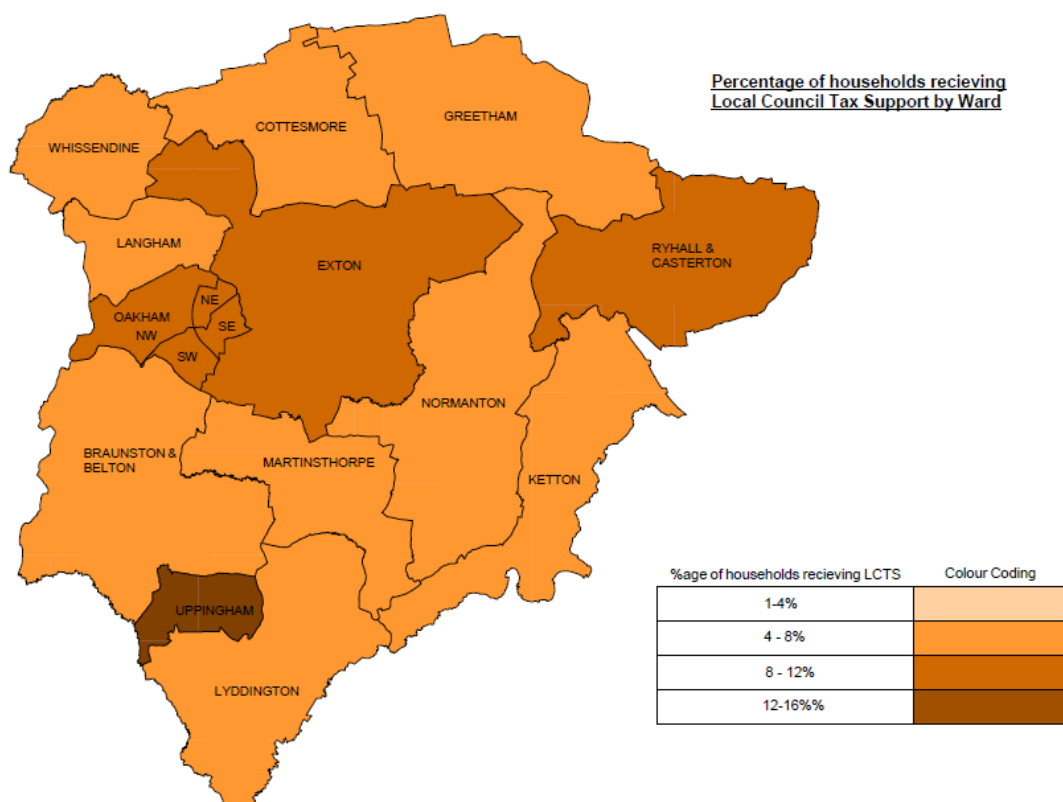 Percentage of households recieving
Local Council Tax Support by Ward
GREETHAM
COTTESMORE
WHISSENDINE
LANGHAM
EXTON
RYHALL &
CASTERTON
OAKHAM
NW
NE
SE
SW
NORMANTON
BRAUNSTON &
BELTON
MARTINSTHORPE
KETTON
UPPINGHAM
LYDDINGTON
%age of households recieving LCTS
Colour Coding
1-4%
4 - 8%
8 - 12%
12-16%%